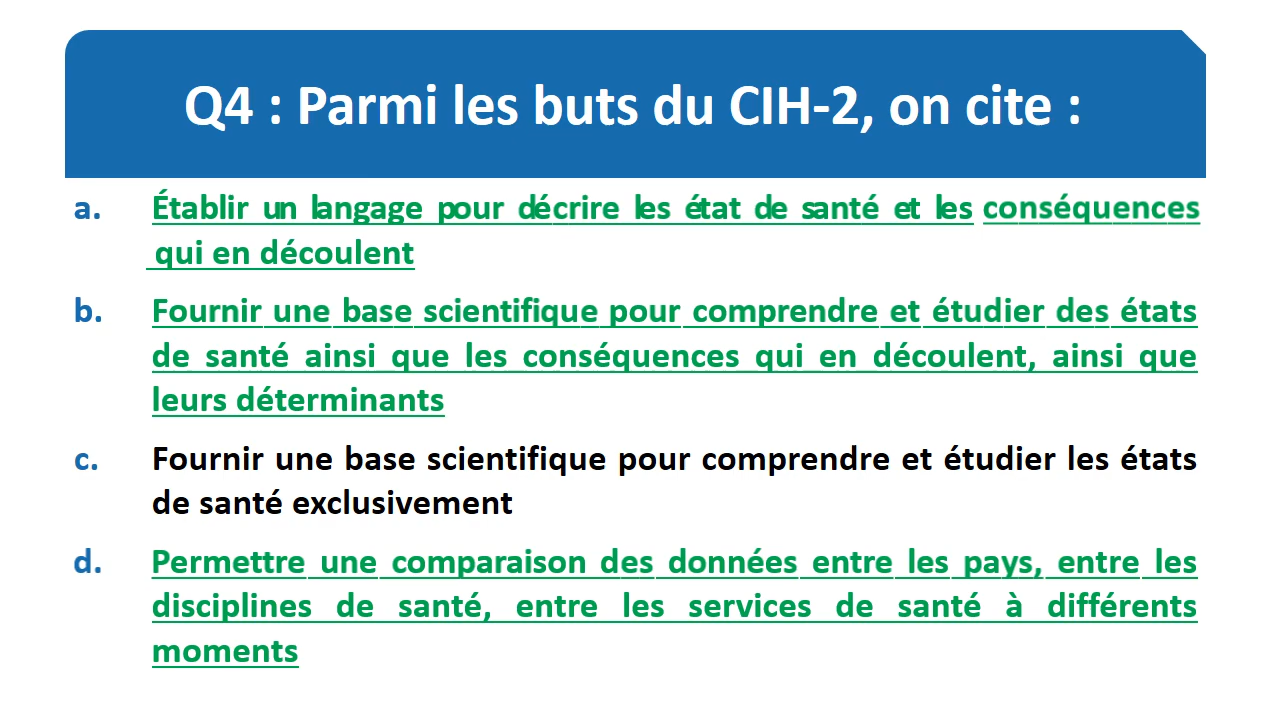 Q4 : Parmi les buts du CIH-2, on cite :
a. Établir un langage pour décrire les état de santé et les conséquences
qui en découlent
b. Fournir une base scientifique pour comprendre et étudier des états
de santé ainsi que les conséquences qui en découlent, ainsi que
leurs déterminants
c. Fournir une base scientifique pour comprendre et étudier les états
de santé exclusivement
d. Permettre une comparaison des données entre les pays, entre les
disciplines de santé, entre les services de santé à différents
moments